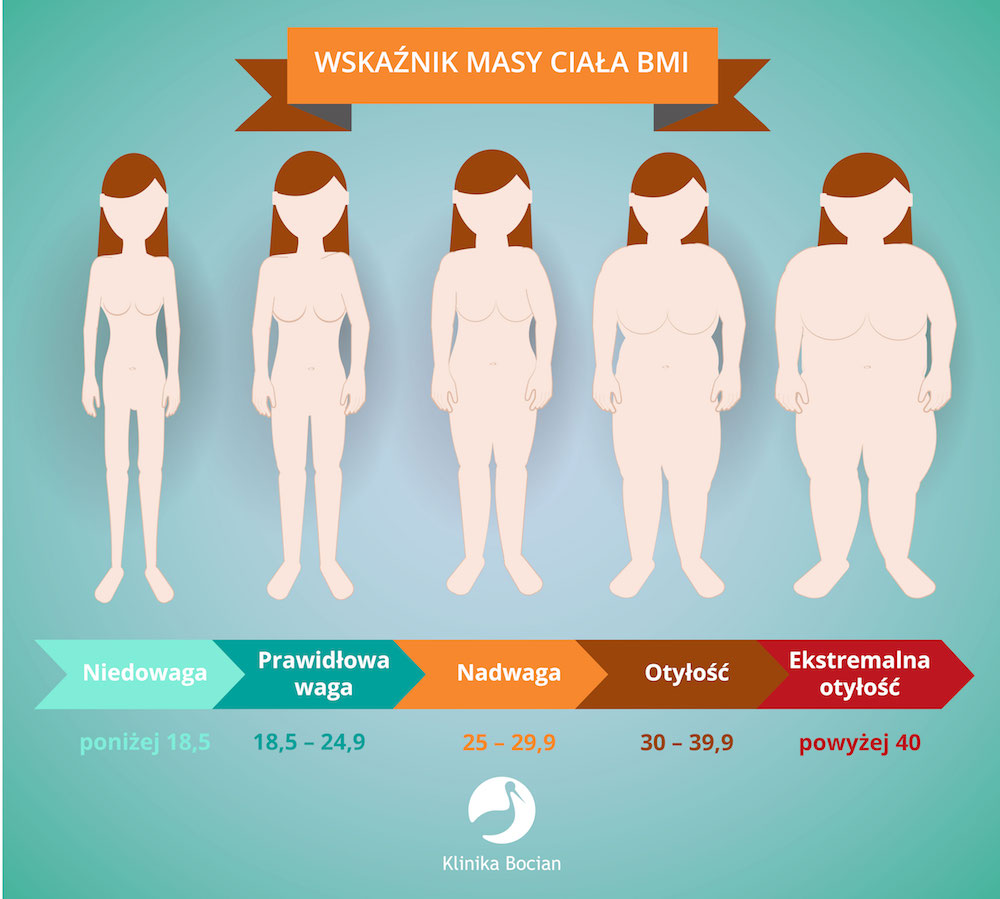 WSKAŹNIK MASY CIAŁA BMI
Niedowaga
Prawidłowa
waga
Nadwaga
Otyłość
Ekstremalna
otyłość
poniżej 18,5
18,5 – 24,9
25 – 29,9
30 – 39,9
powyżej 40
Klinika Bocian